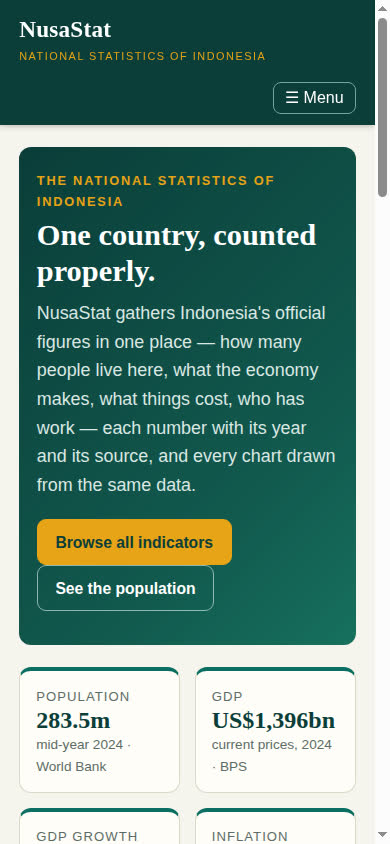 NusaStat
NATIONAL STATISTICS OF INDONESIA
☰ Menu
THE NATIONAL STATISTICS OF
INDONESIA
One country, counted
properly.
NusaStat gathers Indonesia's official
figures in one place — how many
people live here, what the economy
makes, what things cost, who has
work — each number with its year
and its source, and every chart drawn
from the same data.
Browse all indicators
See the population
POPULATION
283.5m
mid-year 2024 ·
World Bank
GDP
US$1,396bn
current prices, 2024
· BPS
GDP GROWTH
INFLATION